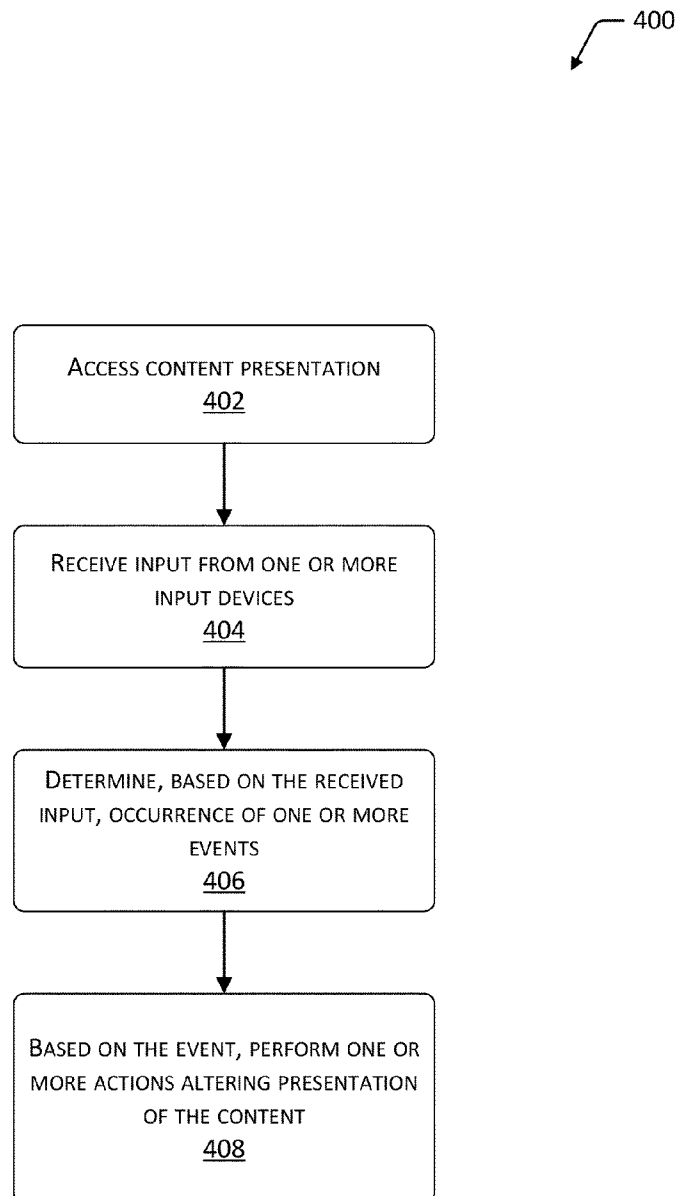 400
ACCESS CONTENT PRESENTATION
402
RECEIVE INPUT FROM ONE OR MORE
INPUT DEVICES
404
DETERMINE, BASED ON THE RECEIVED
INPUT, OCCURRENCE OF ONE OR MORE
EVENTS
406
BASED ON THE EVENT, PERFORM ONE OR
MORE ACTIONS ALTERING PRESENTATION
OF THE CONTENT
408